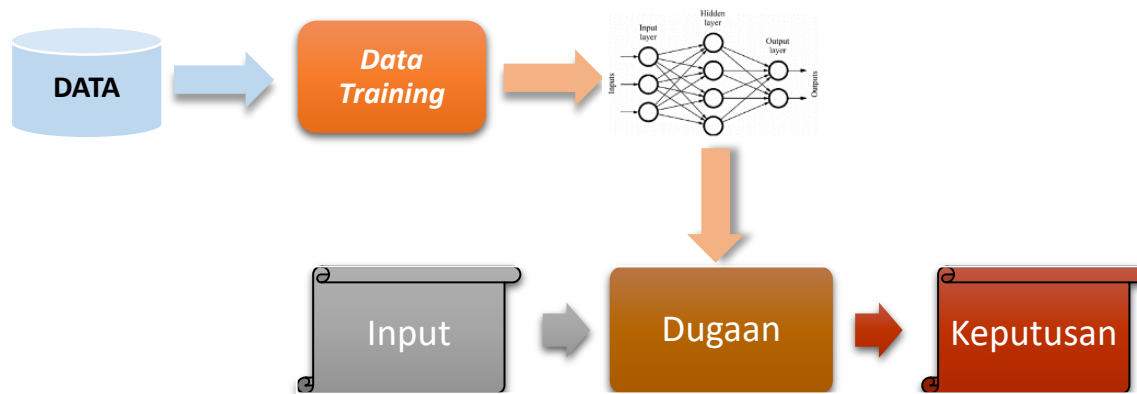 DATA
Data
Training
Inputs
Input
layer
Hidden
layer
Output
layer
Outputs
Input
Dugaan
Keputusan